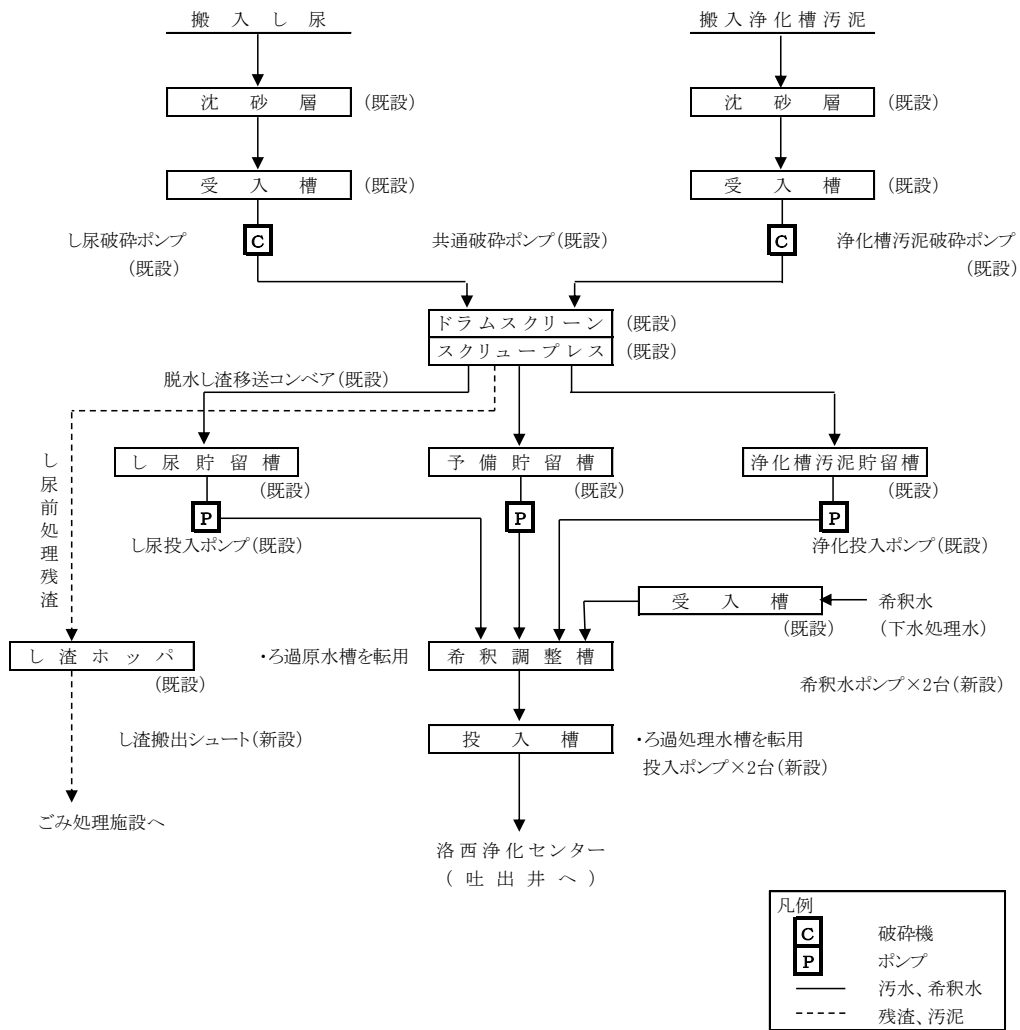 搬入し尿
搬入浄化槽汚泥
沈砂層 (既設)
沈砂層 (既設)
受入槽 (既設)
受入槽 (既設)
し尿破砕ポンプ
(既設)
C
共通破砕ポンプ(既設)
C
浄化槽汚泥破砕ポンプ
(既設)
ドラムスクリーン (既設)
スクリュープレス (既設)
脱水し渣移送コンベア(既設)
し尿前処理残渣
し尿貯留槽
(既設)
予備貯留槽
(既設)
浄化槽汚泥貯留槽
(既設)
P
P
P
し尿投入ポンプ(既設)
浄化投入ポンプ(既設)
受入槽
(既設)
希釈水
(下水処理水)
し渣ホッパ
(既設)
・ろ過原水槽を転用
希釈調整槽
希釈水ポンプ×2台(新設)
し渣搬出シュート(新設)
投入槽
・ろ過処理水槽を転用
投入ポンプ×2台(新設)
ごみ処理施設へ
洛西浄化センター
(吐出井へ)
凡例
C 破砕機
P ポンプ
汚水、希釈水
残渣、汚泥